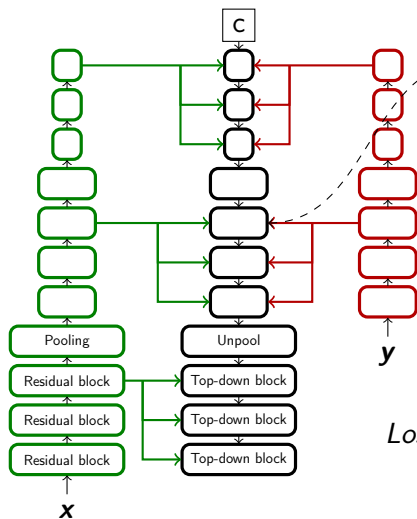 C
Pooling
Unpool
Residual block
Top-down block
Residual block
Top-down block
Residual block
Top-down block
y
x